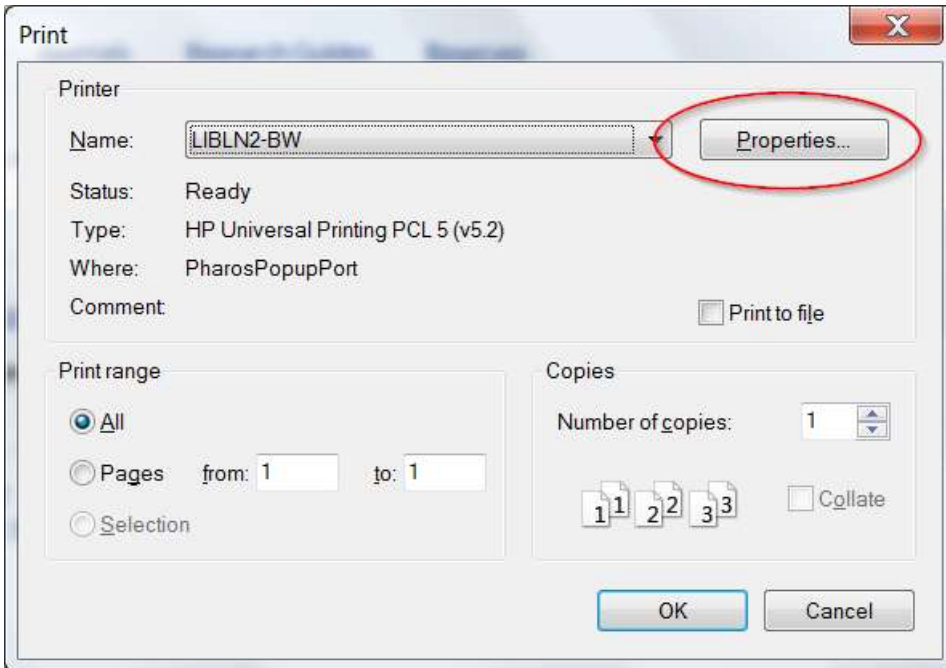 Print
Printer
Name: LIBLN2-BW Properties...
Status: Ready
Type: HP Universal Printing PCL 5 (v5.2)
Where: PharosPopupPort
Comment:
Print to file
Print range
All
Pages from: 1 to: 1
Selection
Copies
Number of copies: 1
1 1 2 2 3 3
Collate
OK Cancel